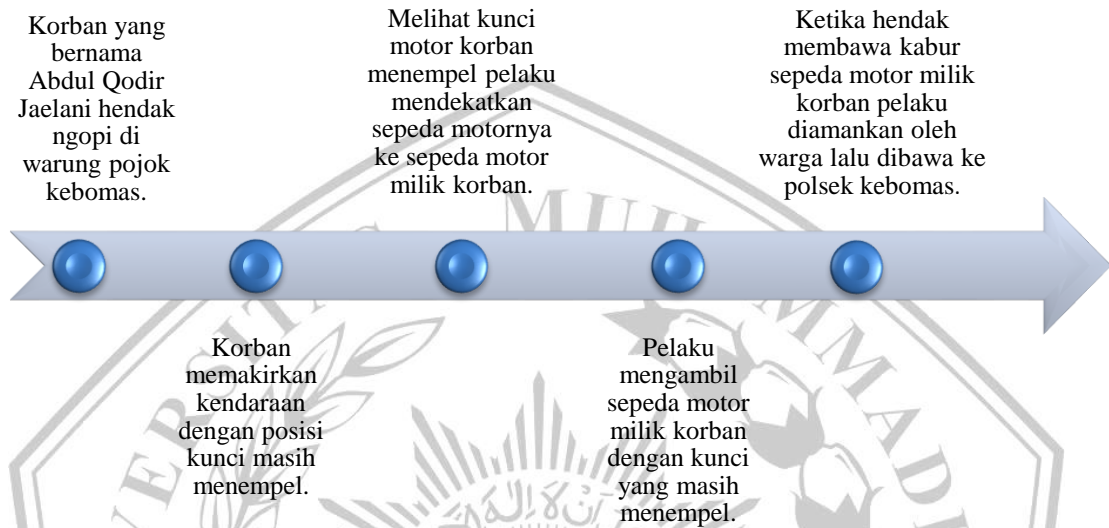 Korban yang
bernama
Abdul Qodir
Jaelani hendak
ngopi di
warung pojok
kebomas.
Korban
memakirkan
kendaraan
dengan posisi
kunci masih
menempel.
Melihat kunci
motor korban
menempel pelaku
mendekatkan
sepeda motornya
ke sepeda motor
milik korban.
Pelaku
mengambil
sepeda motor
milik korban
dengan kunci
yang masih
menempel.
Ketika hendak
membawa kabur
sepeda motor milik
korban pelaku
diamankan oleh
warga lalu dibawa ke
polsek kebomas.